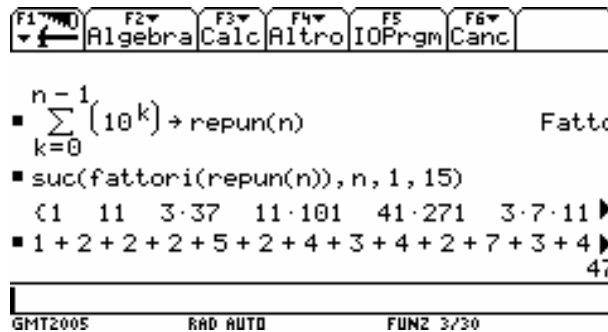 F1 F2 F3 F4 F5 F6
Algebra Calc Altro IOPrgm Canc
n - 1
∑ (10^k) → repun(n) Fatto
k=0
suc(fattori(repun(n)),n,1,15)
{1 11 3·37 11·101 41·271 3·7·11
1 + 2 + 2 + 2 + 5 + 2 + 4 + 3 + 4 + 2 + 7 + 3 + 4
47
GMT2005 RAD AUTO FUNZ 3/30